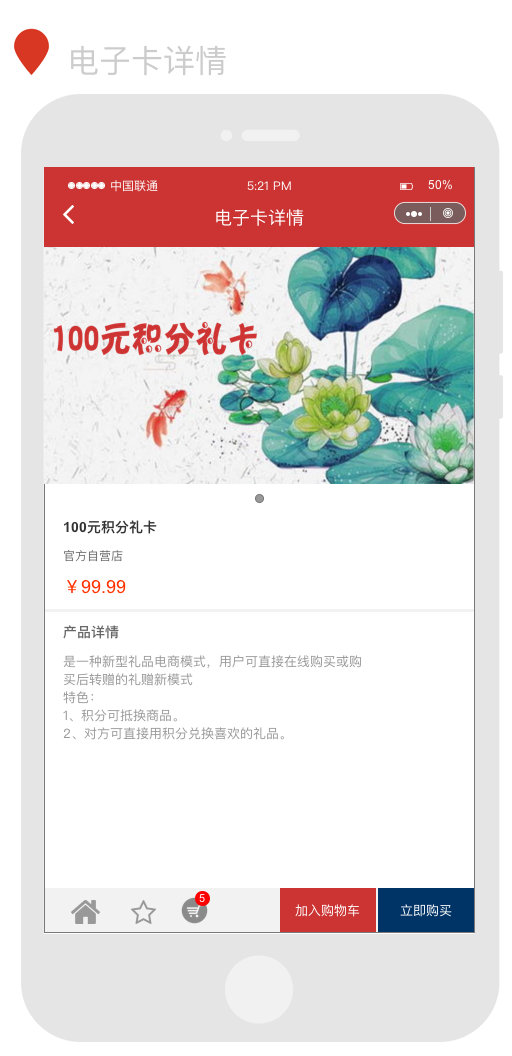 电子卡详情
中国联通 5:21 PM 50%
电子卡详情
100元积分礼卡
100元积分礼卡
官方自营店
￥99.99
产品详情
是一种新型礼品电商模式，用户可直接在线购买或购
买后转赠的礼赠新模式
特色：
1、积分可抵换商品。
2、对方可直接用积分兑换喜欢的礼品。
5
加入购物车 立即购买